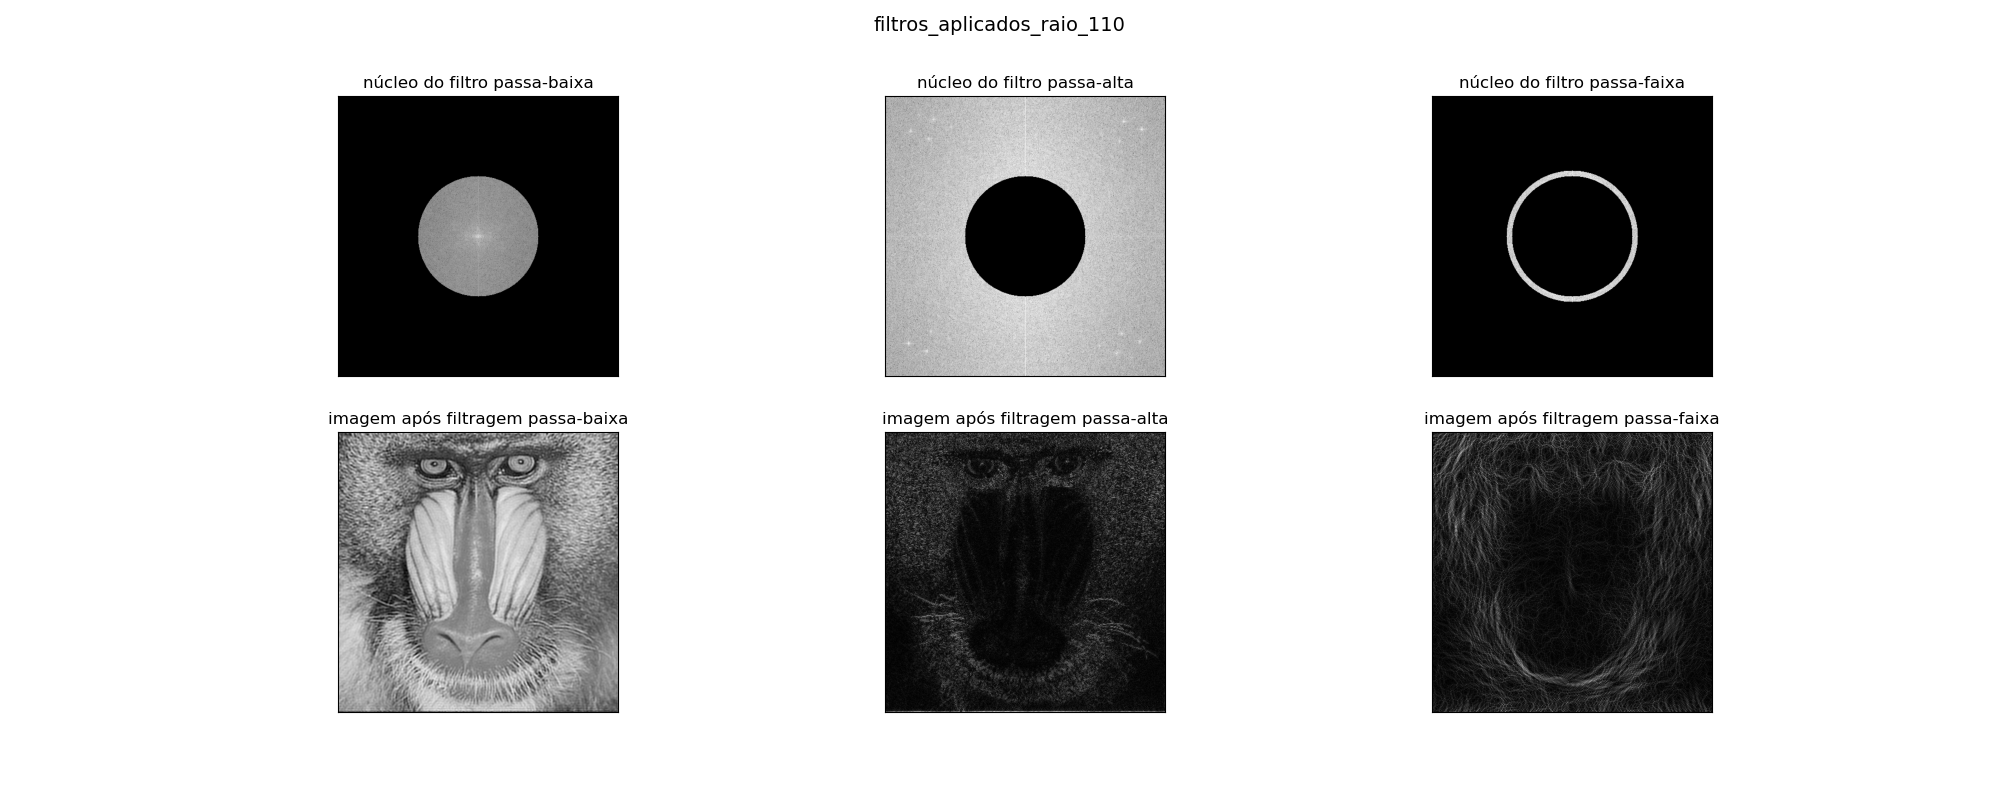 filtros_aplicados_raio_110
núcleo do filtro passa-baixa
núcleo do filtro passa-alta
núcleo do filtro passa-faixa
imagem após filtragem passa-baixa
imagem após filtragem passa-alta
imagem após filtragem passa-faixa